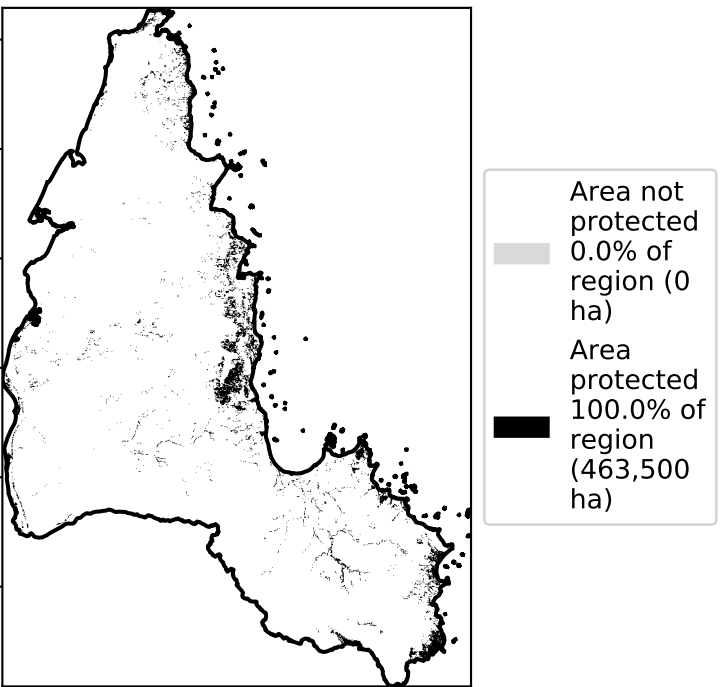 Area not
protected
0.0% of
region (0
ha)
Area
protected
100.0% of
region
(463,500
ha)